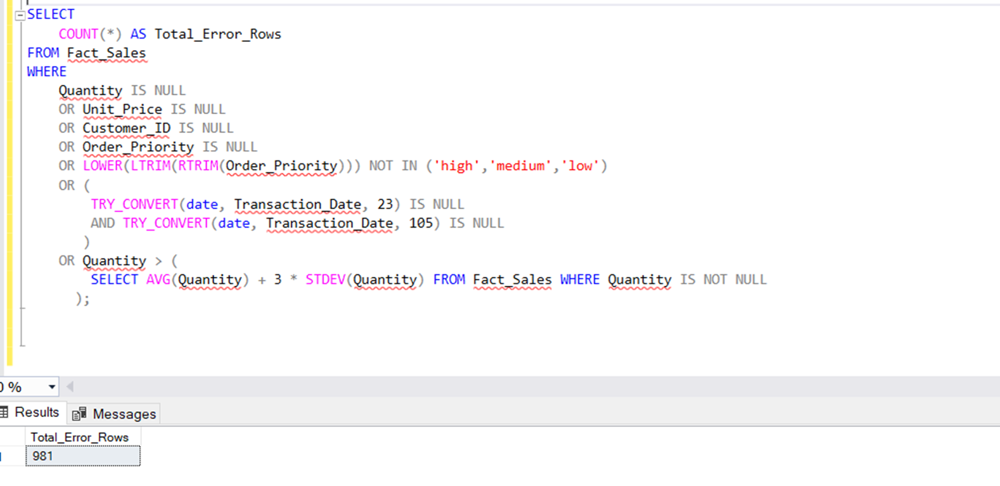 SELECT
COUNT(*) AS Total_Error_Rows
FROM Fact_Sales
WHERE
Quantity IS NULL
OR Unit_Price IS NULL
OR Customer_ID IS NULL
OR Order_Priority IS NULL
OR LOWER(LTRIM(RTRIM(Order_Priority))) NOT IN ('high','medium','low')
OR (
TRY_CONVERT(date, Transaction_Date, 23) IS NULL
AND TRY_CONVERT(date, Transaction_Date, 105) IS NULL
)
OR Quantity > (
SELECT AVG(Quantity) + 3 * STDEV(Quantity) FROM Fact_Sales WHERE Quantity IS NOT NULL
);
0 %
Results Messages
Total_Error_Rows
981